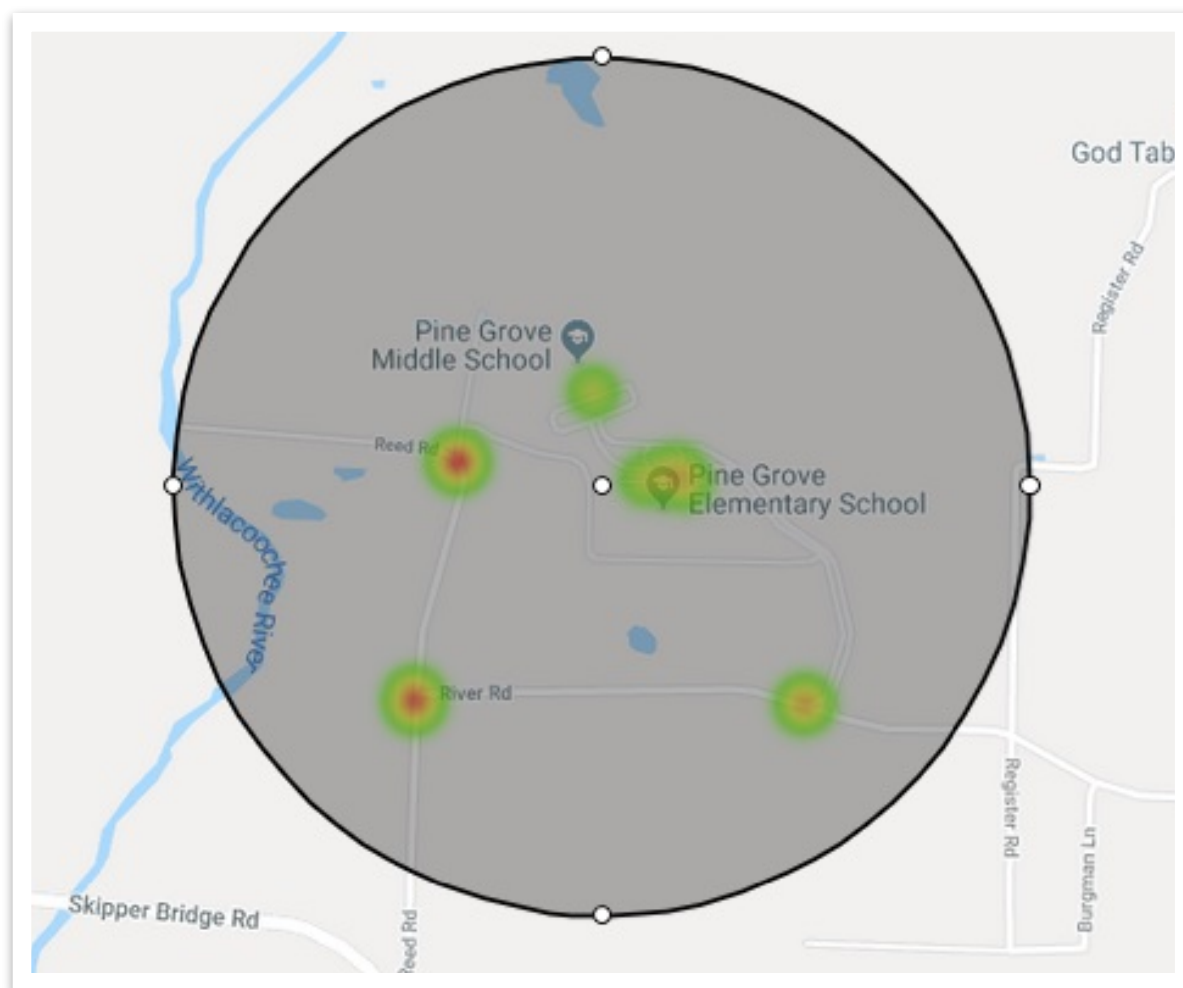 God Tab
Register Rd
Pine Grove
Middle School
Reed Rd
Pine Grove
Elementary School
Withlacoochee River
River Rd
Register Rd
Burgman Ln
Skipper Bridge Rd
Reed Rd